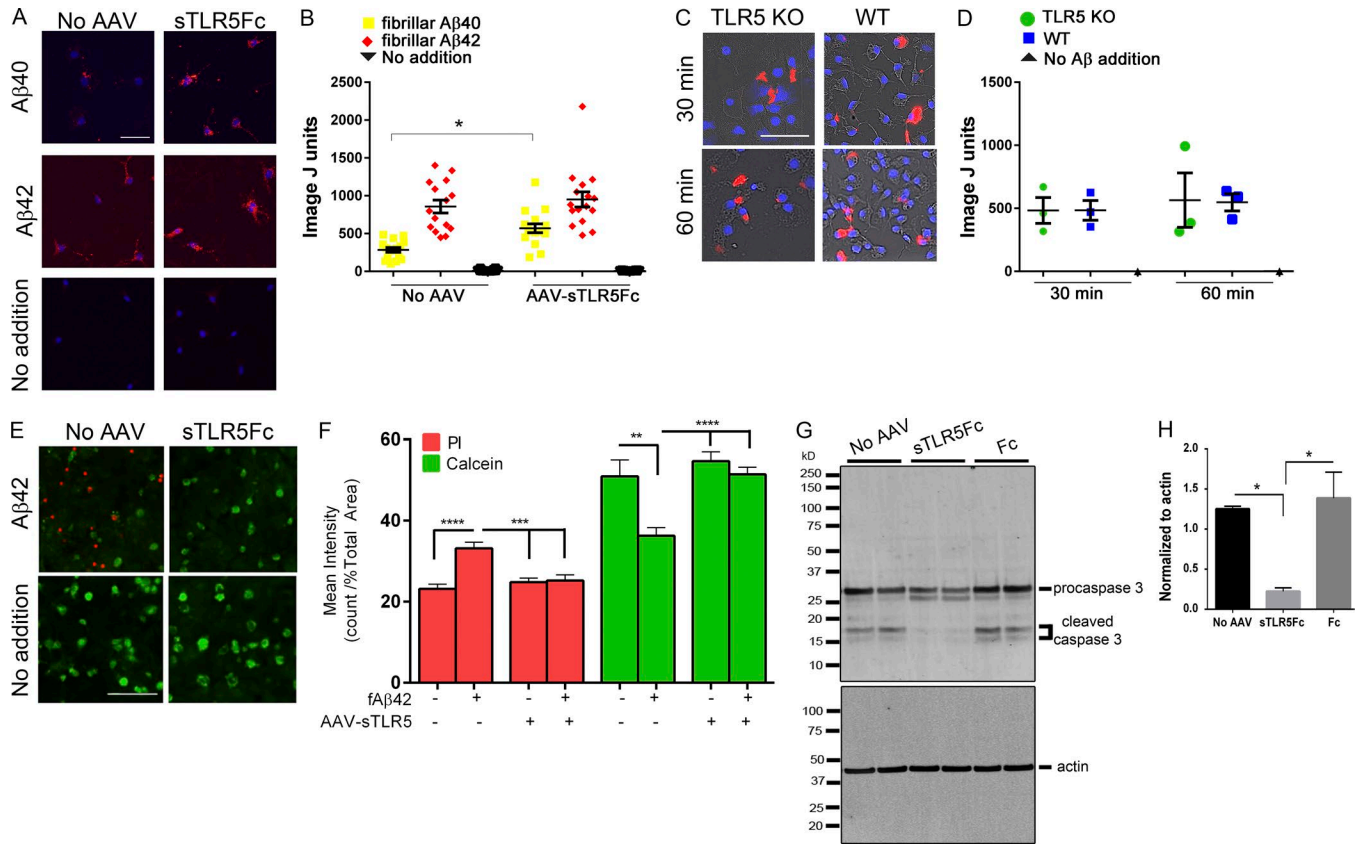 A
No AAV
sTLR5Fc
Aβ40
Aβ42
No addition
B
fibrillar Aβ40
fibrillar Aβ42
No addition
2500
2000
1500
1000
500
0
Image J units
*
No AAV
AAV-sTLR5Fc
C
TLR5 KO
WT
30 min
60 min
D
TLR5 KO
WT
No Aβ addition
1500
1000
500
0
Image J units
30 min
60 min
E
No AAV
sTLR5Fc
Aβ42
No addition
F
PI
Calcein
60
40
20
0
Mean Intensity
(count /%Total Area)
****
***
**
****
fAβ42
- + - + - + - +
AAV-sTLR5
- - + + - - + +
G
No AAV
sTLR5Fc
Fc
kD
250
150
100
75
50
37
25
20
15
10
procaspase 3
cleaved
caspase 3
100
75
50
37
25
20
actin
H
2.0
1.6
1.2
0.8
0.4
0.0
Normalized to actin
*
*
No AAV
sTLR5Fc
Fc